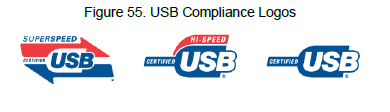 Figure 55. USB Compliance Logos
SUPERSPEED
CERTIFIED USB
HI-SPEED
CERTIFIED USB
®
CERTIFIED USB
®